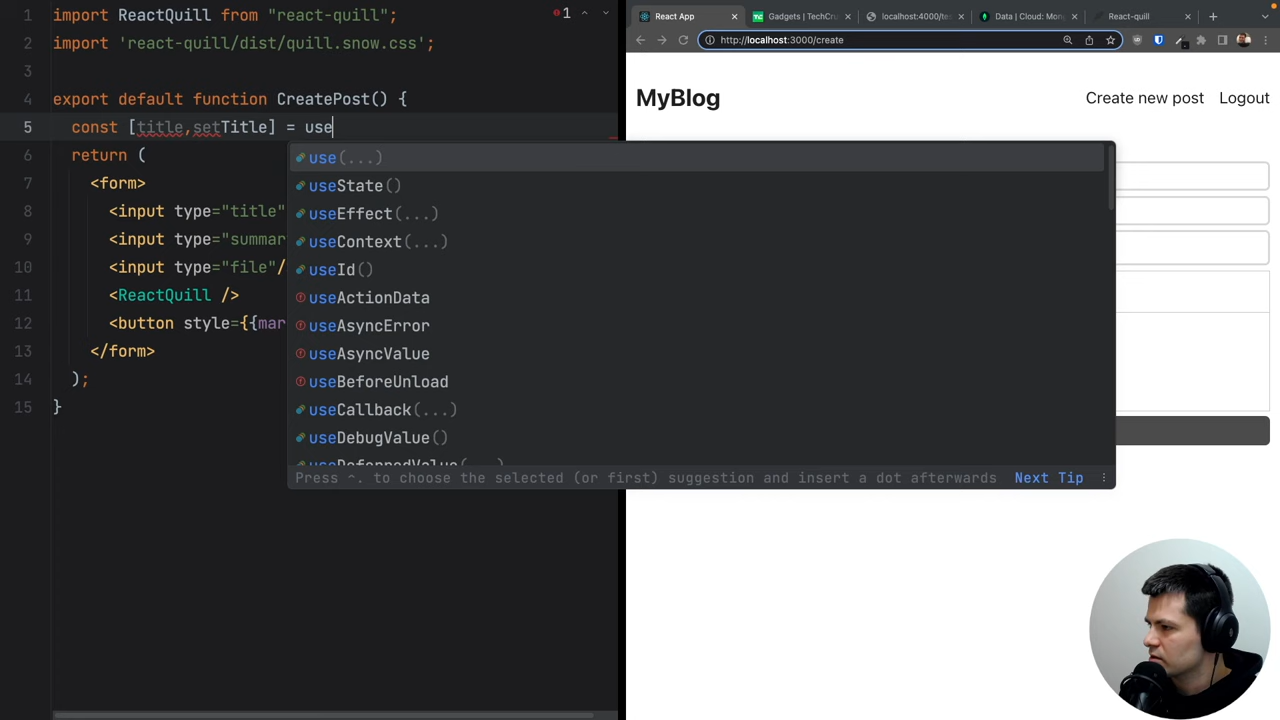 1 import ReactQuill from "react-quill";
2 import 'react-quill/dist/quill.snow.css';
3
4 export default function CreatePost() {
5 const [title,setTitle] = use
6 return (
7 <form>
8 <input type="title"
9 <input type="summar
10 <input type="file"/
11 <ReactQuill />
12 <button style={{mar
13 </form>
14 );
15 }
1
use(...)
useState()
useEffect(...)
useContext(...)
useId()
useActionData
useAsyncError
useAsyncValue
useBeforeUnload
useCallback(...)
useDebugValue()
useDeferredValue(...)
Press ^. to choose the selected (or first) suggestion and insert a dot afterwards Next Tip
React App
Gadgets | TechCru
localhost:4000/te
Data | Cloud: Mon
React-quill
http://localhost:3000/create
MyBlog
Create new post Logout